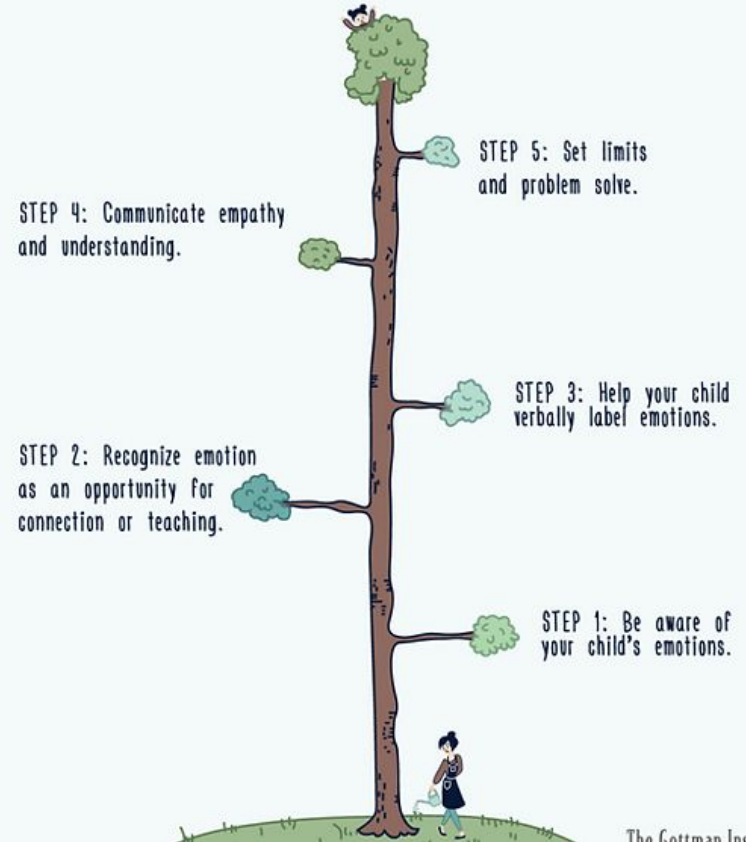 STEP 5: Set limits
and problem solve.
STEP 4: Communicate empathy
and understanding.
STEP 3: Help your child
verbally label emotions.
STEP 2: Recognize emotion
as an opportunity for
connection or teaching.
STEP 1: Be aware of
your child's emotions.
The Gottman